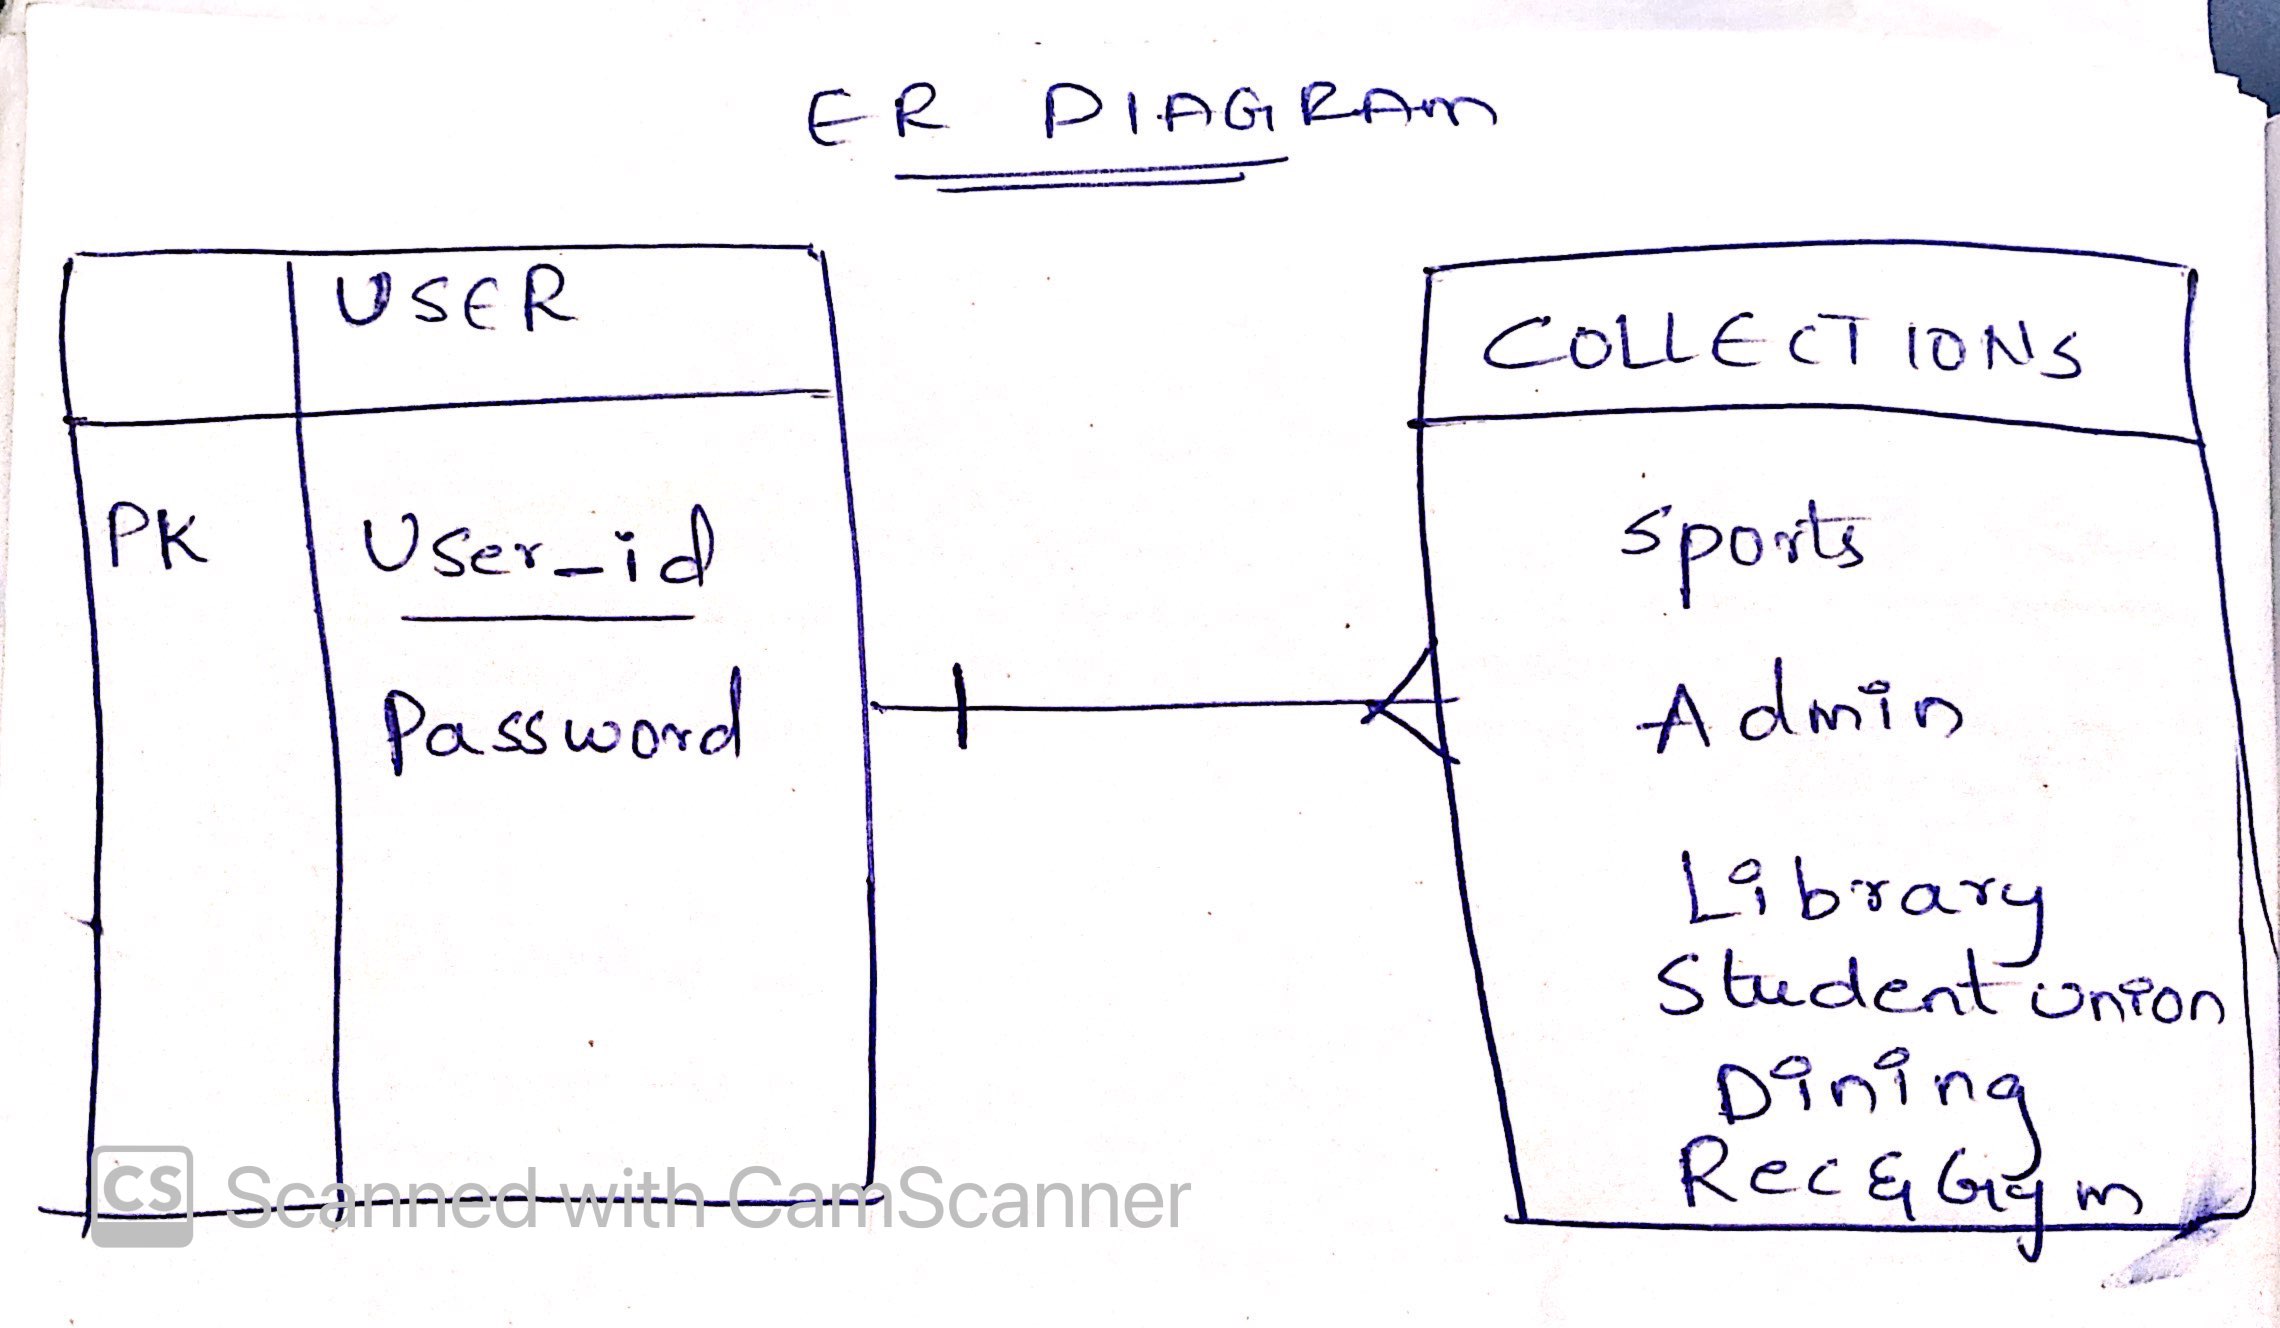 ER DIAGRAM
USER
PK User_id
Password
COLLECTIONS
Sports
Admin
Library
Student Union
Dining
Rec & Gym
CS Scanned with CamScanner